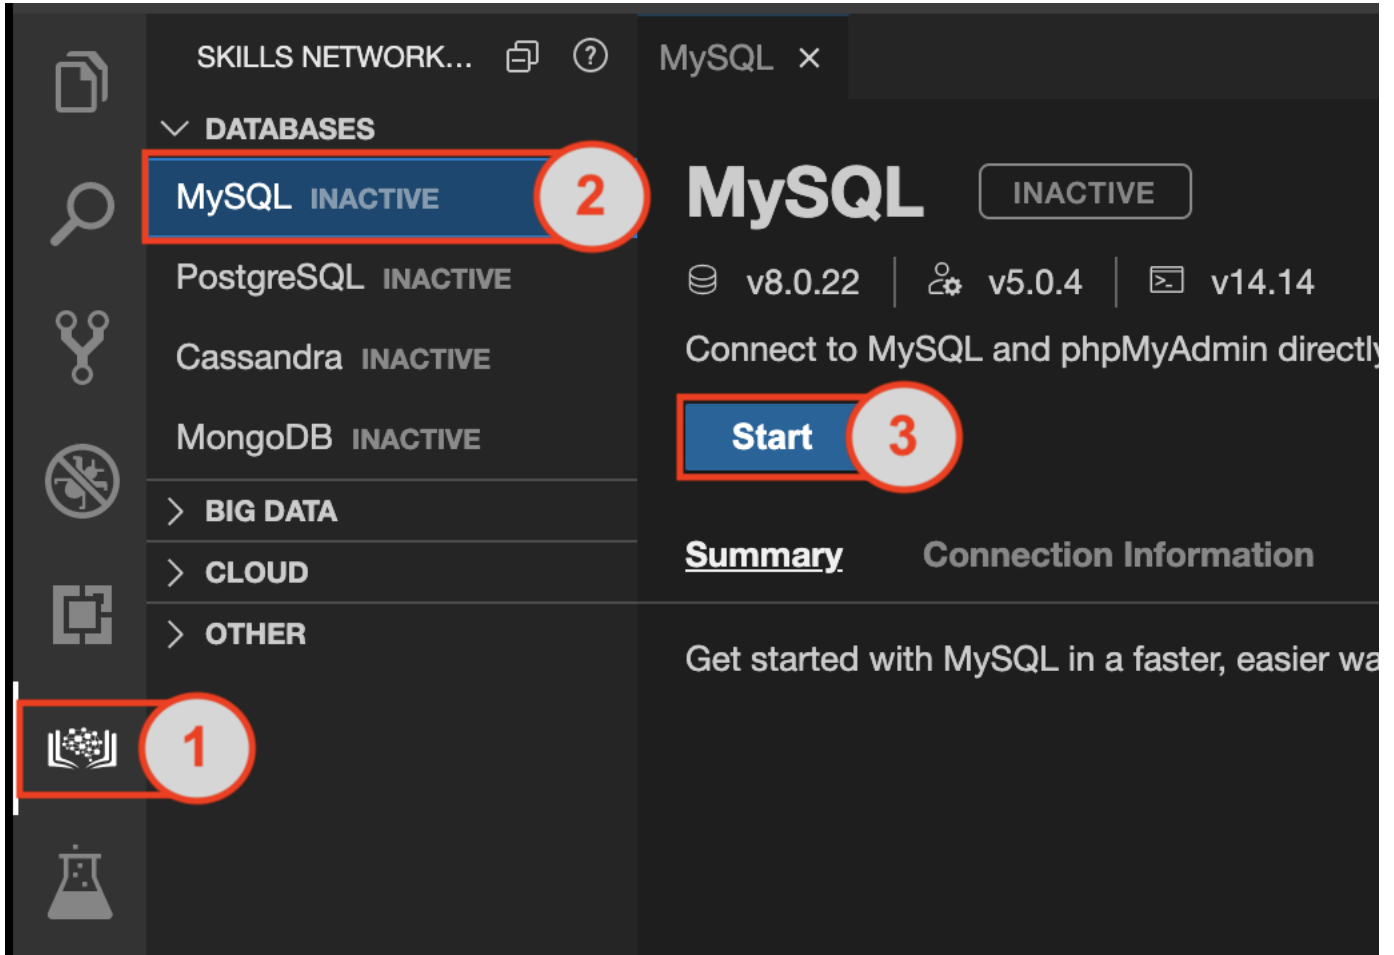 SKILLS NETWORK...
MySQL
DATABASES
MySQL INACTIVE
2
PostgreSQL INACTIVE
Cassandra INACTIVE
MongoDB INACTIVE
BIG DATA
CLOUD
OTHER
1
MySQL INACTIVE
v8.0.22 v5.0.4 v14.14
Connect to MySQL and phpMyAdmin directly
Start
3
Summary Connection Information
Get started with MySQL in a faster, easier wa